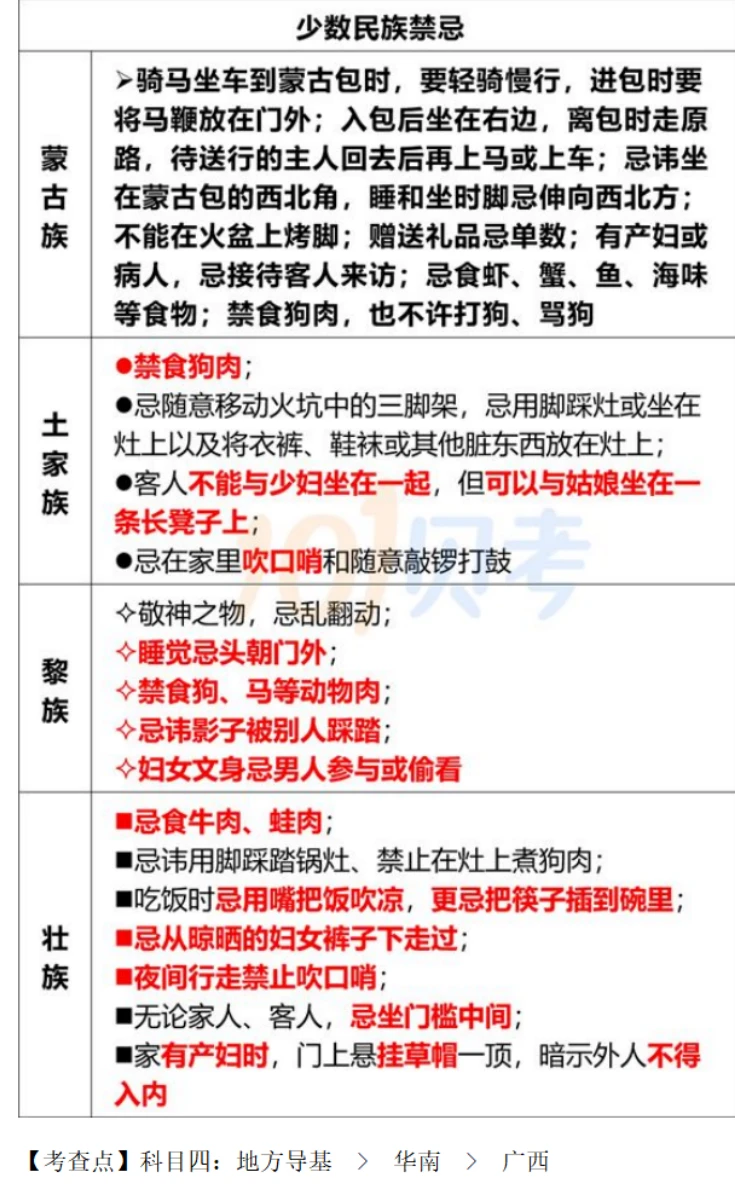 少数民族禁忌
蒙古族
➢骑马坐车到蒙古包时，要轻骑慢行，进包时要
将马鞭放在门外；入包后坐在右边，离包时走原
路，待送行的主人回去后再上马或上车；忌讳坐
在蒙古包的西北角，睡和坐时脚忌伸向西北方；
不能在火盆上烤脚；赠送礼品忌单数；有产妇或
病人，忌接待客人来访；忌食虾、蟹、鱼、海味
等食物；禁食狗肉，也不许打狗、骂狗
土家族
●禁食狗肉；
●忌随意移动火坑中的三脚架，忌用脚踩灶或坐在
灶上以及将衣裤、鞋袜或其他脏东西放在灶上；
●客人不能与少妇坐在一起，但可以与姑娘坐在一
条长凳子上；
●忌在家里吹口哨和随意敲锣打鼓
101贝考
黎族
✧敬神之物，忌乱翻动；
✧睡觉忌头朝门外；
✧禁食狗、马等动物肉；
✧忌讳影子被别人踩踏；
✧妇女文身忌男人参与或偷看
壮族
■忌食牛肉、蛙肉；
■忌讳用脚踩踏锅灶、禁止在灶上煮狗肉；
■吃饭时忌用嘴把饭吹凉，更忌把筷子插到碗里；
■忌从晾晒的妇女裤子下走过；
■夜间行走禁止吹口哨；
■无论家人、客人，忌坐门槛中间；
■家有产妇时，门上悬挂草帽一顶，暗示外人不得
入内
【考查点】科目四：地方导基 > 华南 > 广西